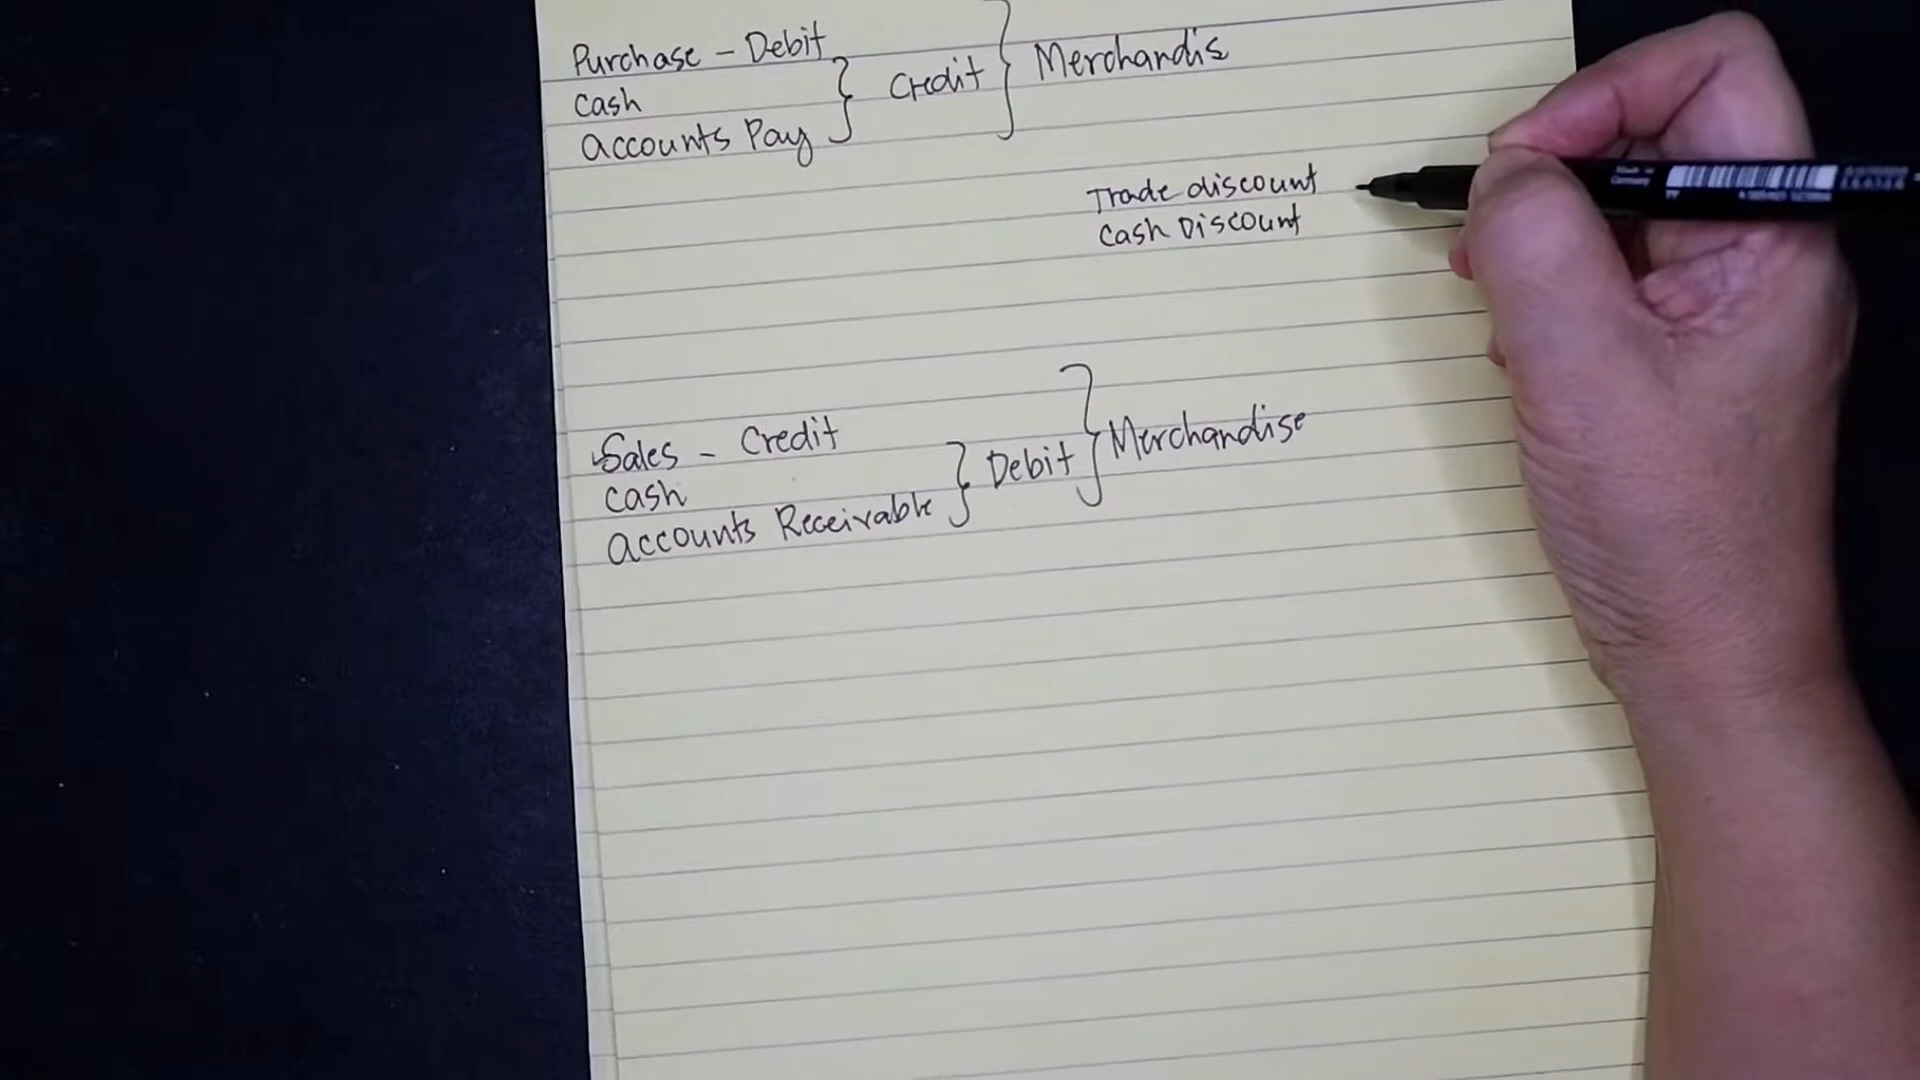 Purchase - Debit
Cash
accounts Pay } Credit } Merchandis
Trade discount
Cash Discount
Sales - Credit
Cash
accounts Receivable } Debit } Merchandise